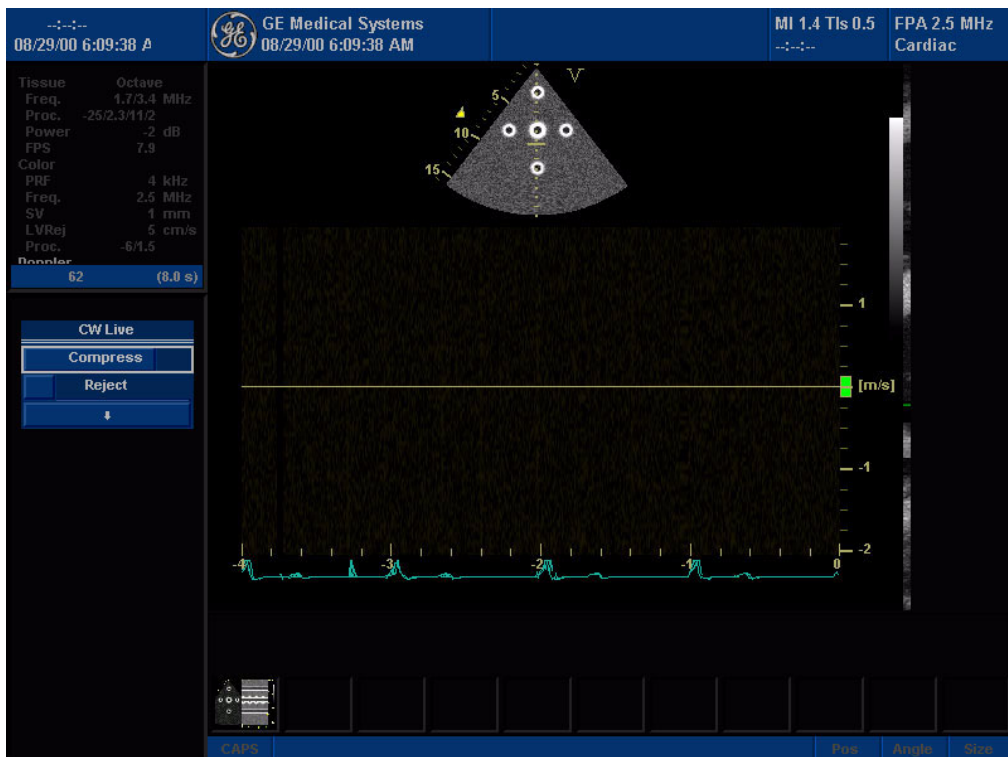 --:--:--
08/29/00 6:09:38 A
GE Medical Systems
08/29/00 6:09:38 AM
MI 1.4 TIs 0.5
--:--:--
FPA 2.5 MHz
Cardiac
Tissue Octave
Freq. 1.7/3.4 MHz
Proc. -25/2.3/11/2
Power -2 dB
FPS 7.9
Color
PRF 4 kHz
Freq. 2.5 MHz
SV 1 mm
LVRej 5 cm/s
Proc. -6/1.5
Doppler
62 (8.0 s)
CW Live
Compress
Reject
V
5
10
15
1
[m/s]
-1
-2
-4 -3 -2 -1 0
CAPS
Pos Angle Size